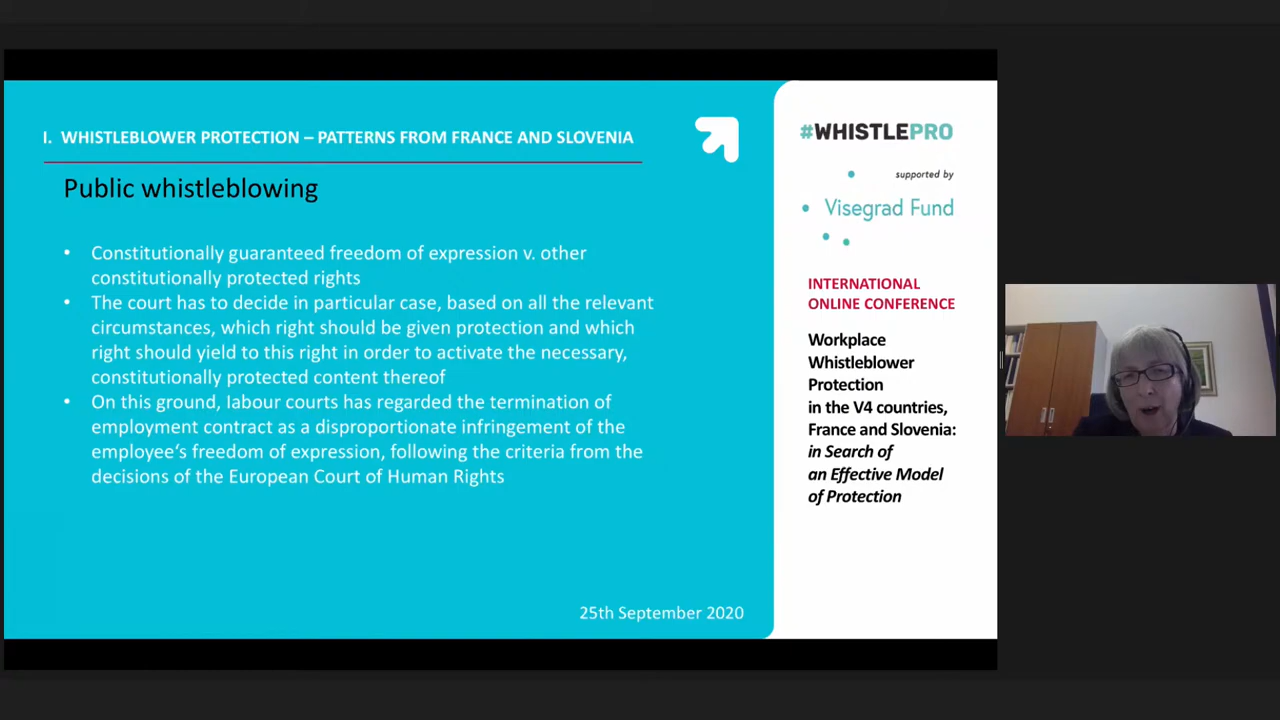 I. WHISTLEBLOWER PROTECTION – PATTERNS FROM FRANCE AND SLOVENIA
Public whistleblowing
• Constitutionally guaranteed freedom of expression v. other
constitutionally protected rights
• The court has to decide in particular case, based on all the relevant
circumstances, which right should be given protection and which
right should yield to this right in order to activate the necessary,
constitutionally protected content thereof
• On this ground, labour courts has regarded the termination of
employment contract as a disproportionate infringement of the
employee‘s freedom of expression, following the criteria from the
decisions of the European Court of Human Rights
25th September 2020
#WHISTLEPRO
supported by
Visegrad Fund
INTERNATIONAL
ONLINE CONFERENCE
Workplace
Whistleblower
Protection
in the V4 countries,
France and Slovenia:
in Search of
an Effective Model
of Protection